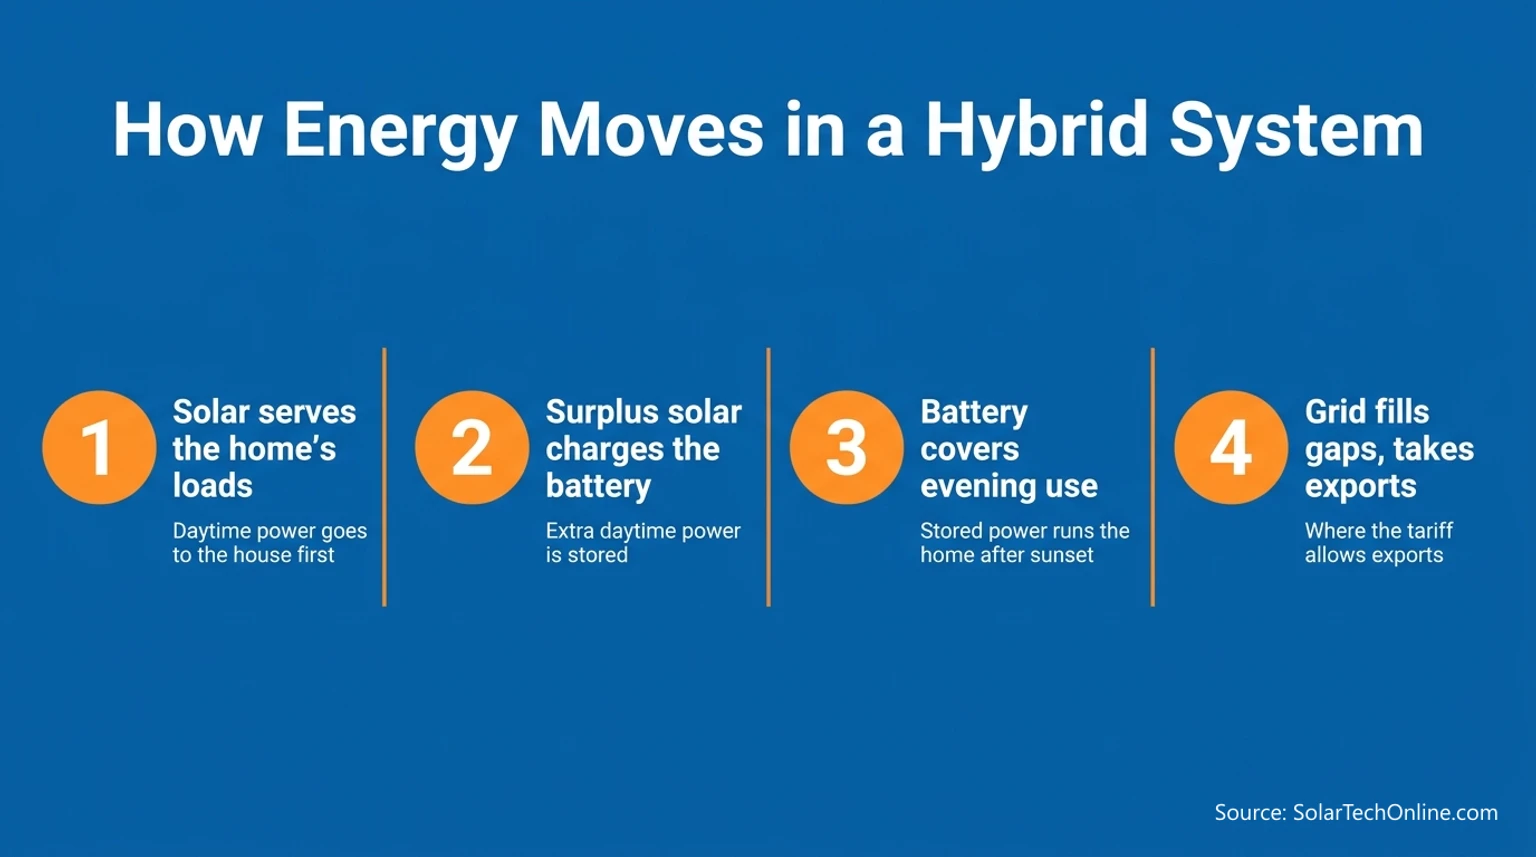 How Energy Moves in a Hybrid System
1
Solar serves
the home’s
loads
Daytime power goes
to the house first
2
Surplus solar
charges the
battery
Extra daytime power
is stored
3
Battery
covers
evening use
Stored power runs the
home after sunset
4
Grid fills
gaps, takes
exports
Where the tariff
allows exports
Source: SolarTechOnline.com